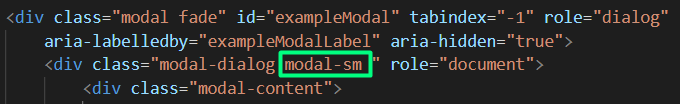 <div class="modal fade" id="exampleModal" tabindex="-1" role="dialog"
aria-labelledby="exampleModalLabel" aria-hidden="true">
<div class="modal-dialog modal-sm " role="document">
<div class="modal-content">